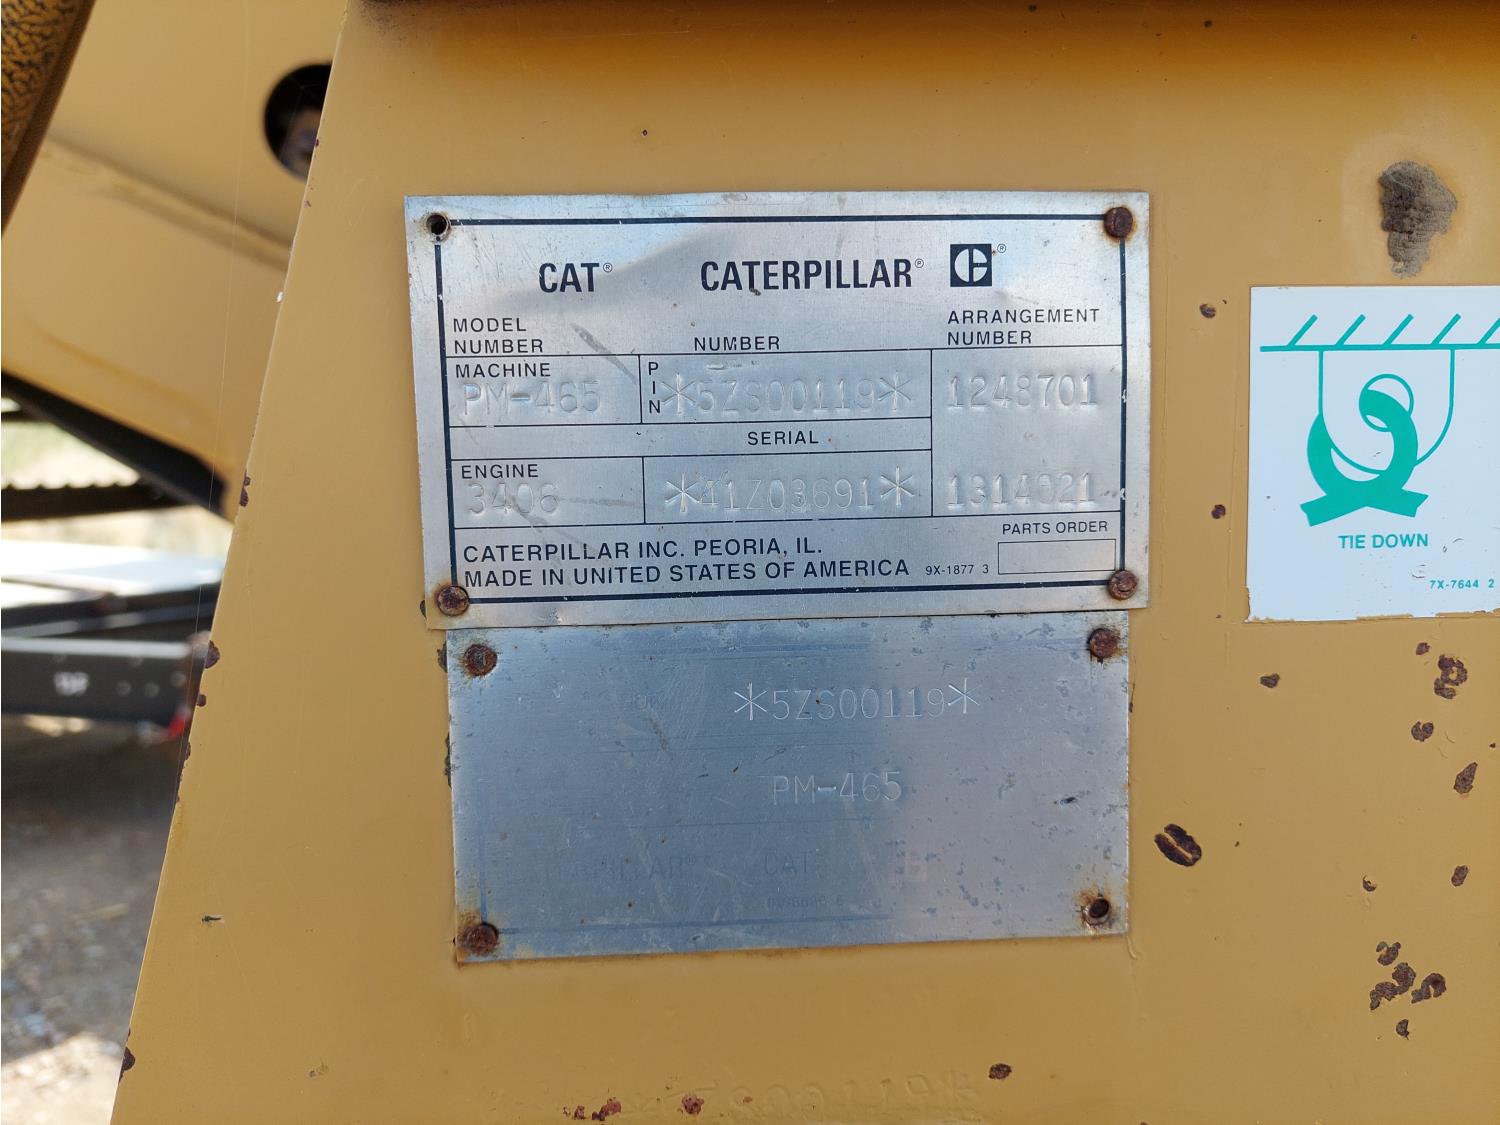 CAT® CATERPILLAR® C®
MODEL NUMBER NUMBER ARRANGEMENT NUMBER
MACHINE PIN
PM-465 *5ZS00119* 1248701
SERIAL
ENGINE
3406 *41Z03691* 1314021
PARTS ORDER
CATERPILLAR INC. PEORIA, IL.
MADE IN UNITED STATES OF AMERICA 9X-1877 3
*5ZS00119*
PM-465
CAT
TIE DOWN
7X-7644 2